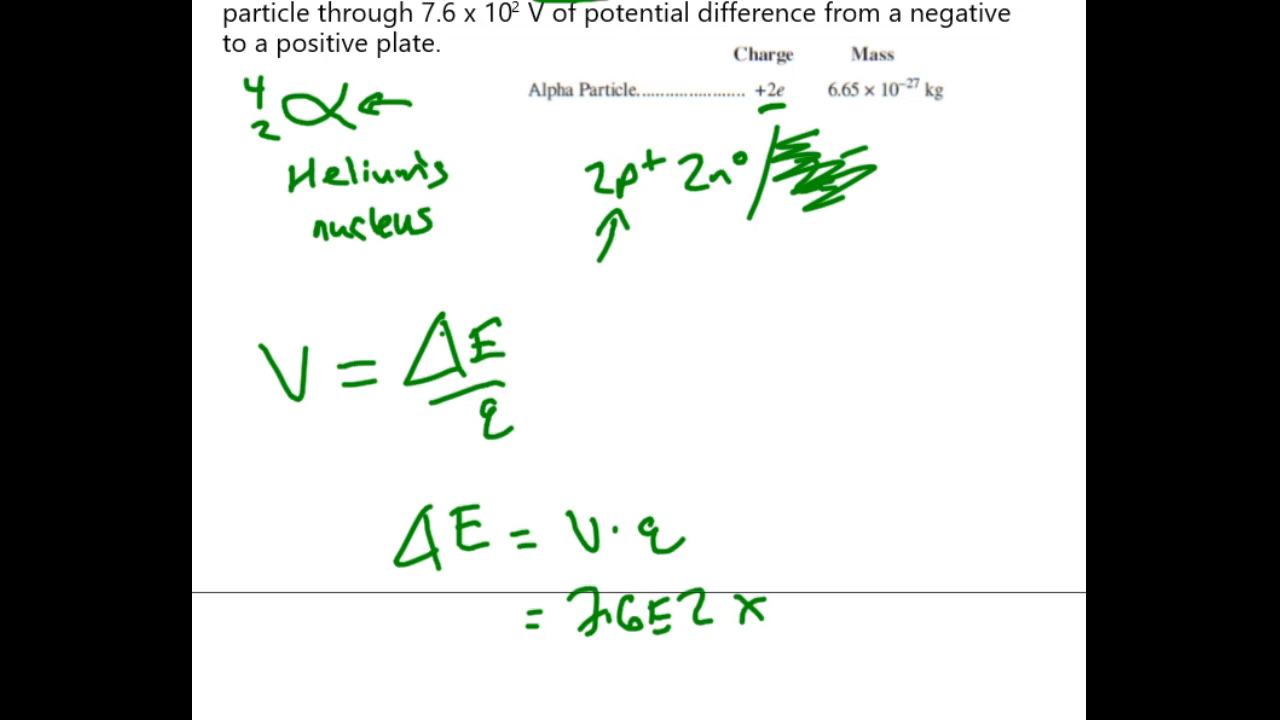 particle through 7.6 x 10² V of potential difference from a negative
to a positive plate.
Charge Mass
Alpha Particle...................... +2e 6.65 × 10⁻²⁷ kg
⁴₂α ←
Helium's
nucleus
2p⁺ 2n⁰
V = ΔE/q
ΔE = V·q
= 7.6E2 x